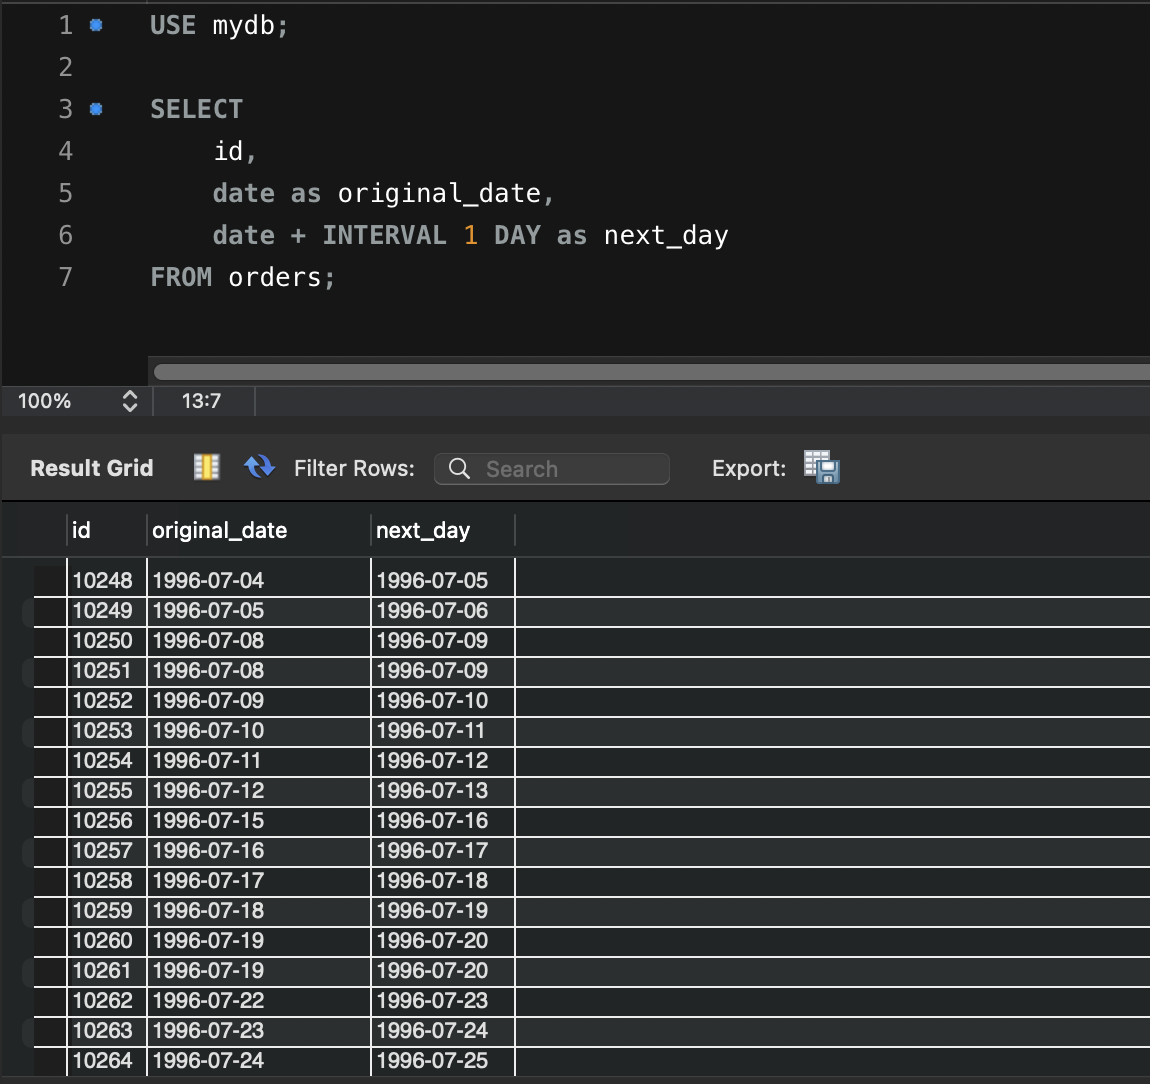 1 USE mydb;
2
3 SELECT
4 id,
5 date as original_date,
6 date + INTERVAL 1 DAY as next_day
7 FROM orders;
100% 13:7
Result Grid Filter Rows: Search Export:
id original_date next_day
10248 1996-07-04 1996-07-05
10249 1996-07-05 1996-07-06
10250 1996-07-08 1996-07-09
10251 1996-07-08 1996-07-09
10252 1996-07-09 1996-07-10
10253 1996-07-10 1996-07-11
10254 1996-07-11 1996-07-12
10255 1996-07-12 1996-07-13
10256 1996-07-15 1996-07-16
10257 1996-07-16 1996-07-17
10258 1996-07-17 1996-07-18
10259 1996-07-18 1996-07-19
10260 1996-07-19 1996-07-20
10261 1996-07-19 1996-07-20
10262 1996-07-22 1996-07-23
10263 1996-07-23 1996-07-24
10264 1996-07-24 1996-07-25